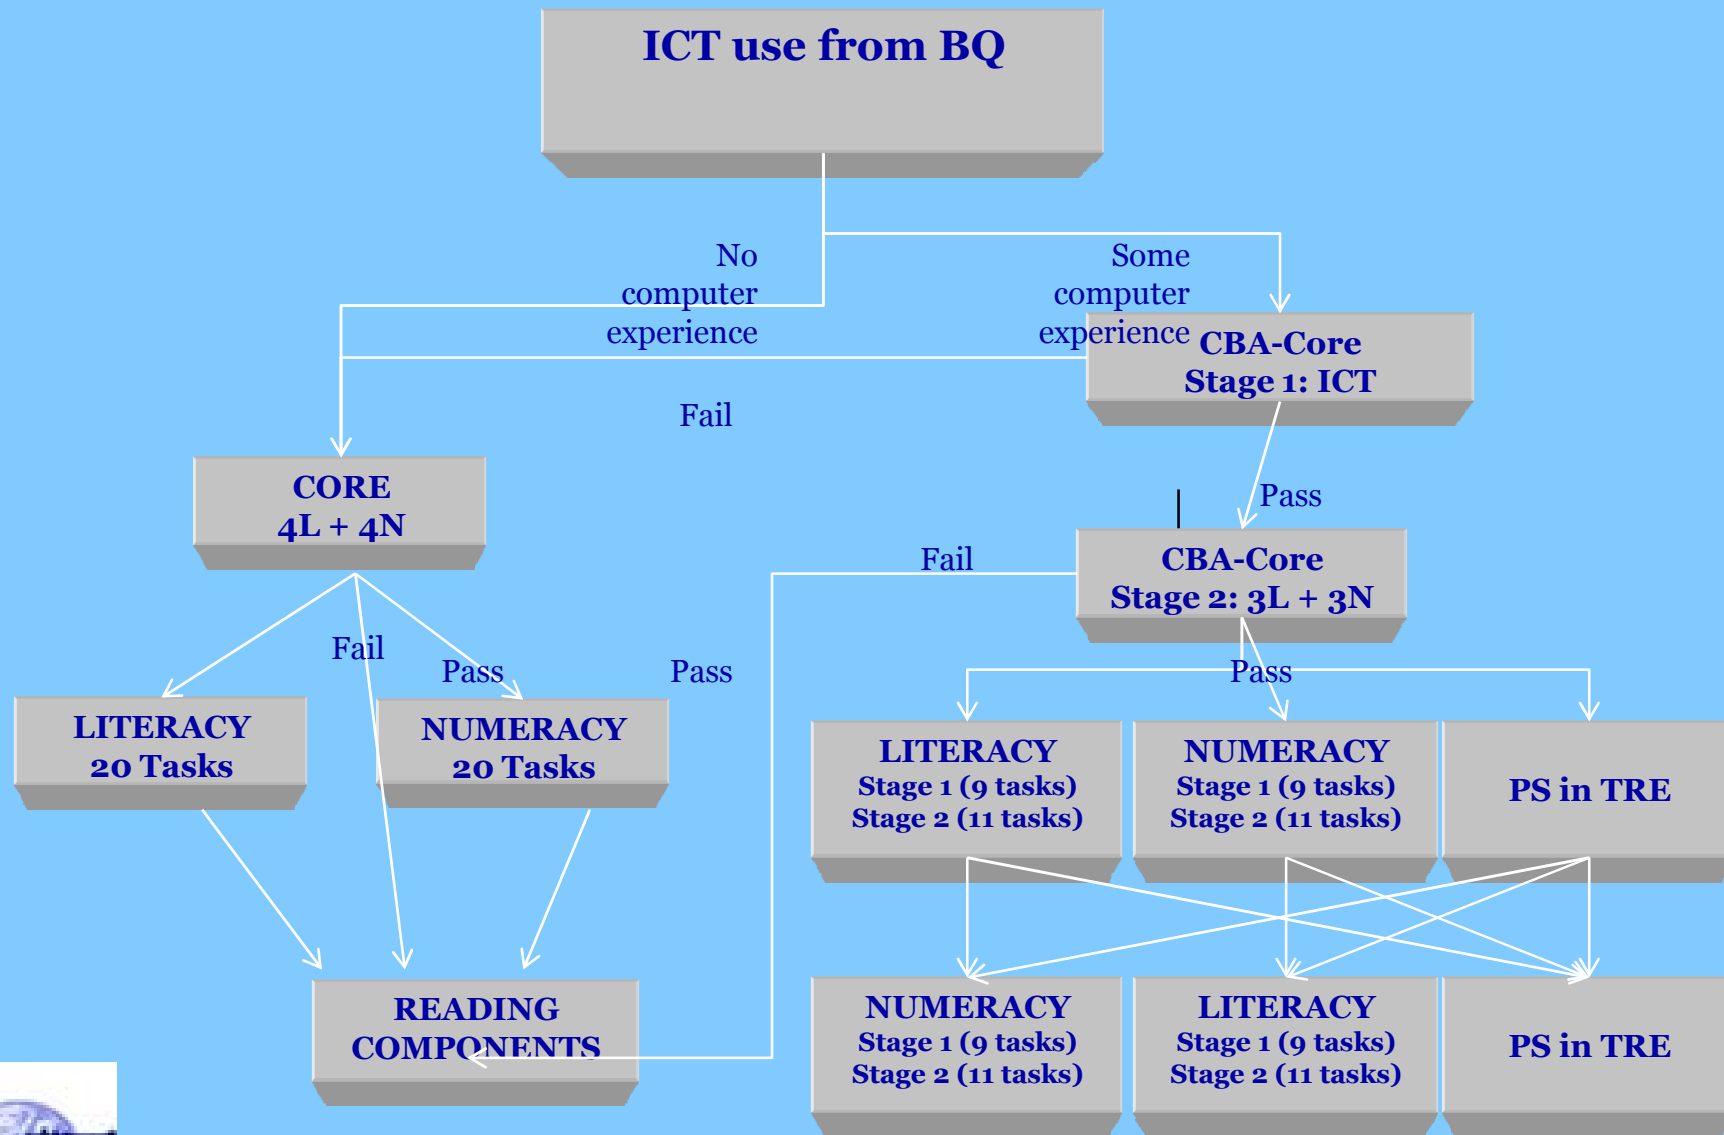 ICT use from BQ
No
computer
experience
Some
computer
experience
CBA-Core
Stage 1: ICT
Fail
CORE
4L + 4N
Pass
Fail
CBA-Core
Stage 2: 3L + 3N
Fail
Pass
Pass
Pass
LITERACY
20 Tasks
NUMERACY
20 Tasks
LITERACY
Stage 1 (9 tasks)
Stage 2 (11 tasks)
NUMERACY
Stage 1 (9 tasks)
Stage 2 (11 tasks)
PS in TRE
READING
COMPONENTS
NUMERACY
Stage 1 (9 tasks)
Stage 2 (11 tasks)
LITERACY
Stage 1 (9 tasks)
Stage 2 (11 tasks)
PS in TRE